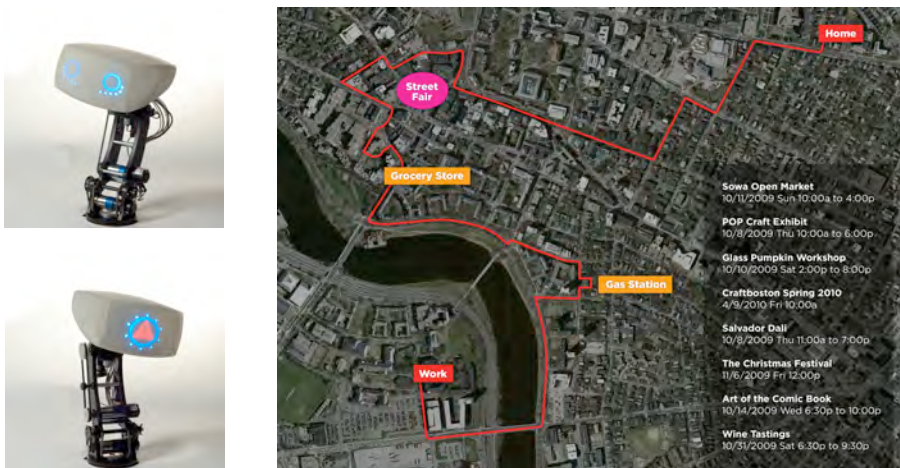 Home
Street
Fair
Grocery Store
Gas Station
Work
Sowa Open Market
10/11/2009 Sun 10:00a to 4:00p
POP Craft Exhibit
10/8/2009 Thu 10:00a to 6:00p
Glass Pumpkin Workshop
10/10/2009 Sat 2:00p to 8:00p
Craftboston Spring 2010
4/9/2010 Fri 10:00a
Salvador Dali
10/8/2009 Thu 11:00a to 7:00p
The Christmas Festival
11/6/2009 Fri 12:00p
Art of the Comic Book
10/14/2009 Wed 6:30p to 10:00p
Wine Tastings
10/31/2009 Sat 6:30p to 9:30p